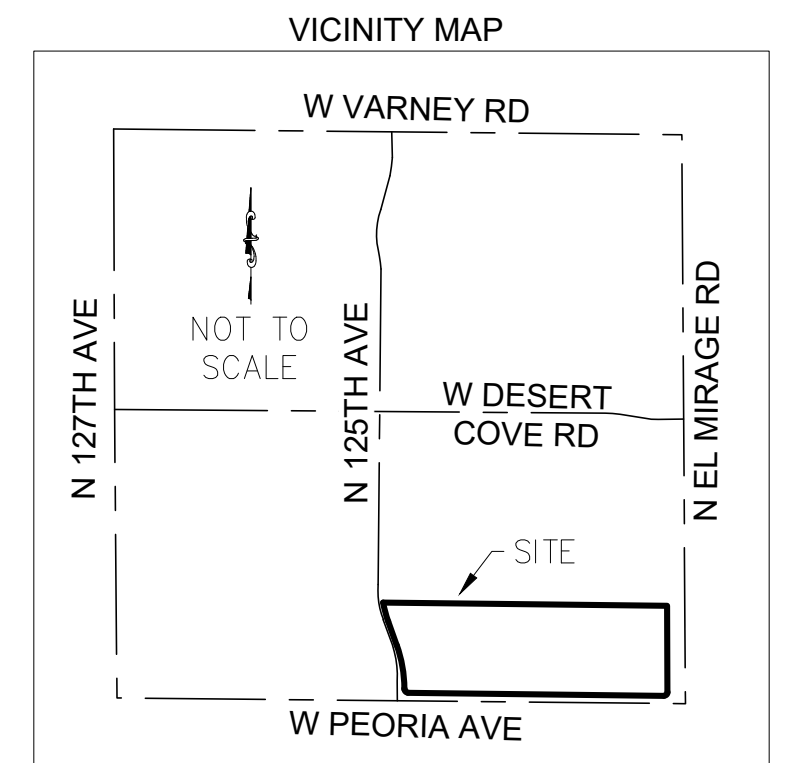 VICINITY MAP
W VARNEY RD
NOT TO
SCALE
N 127TH AVE
N 125TH AVE
W DESERT
COVE RD
N EL MIRAGE RD
SITE
W PEORIA AVE